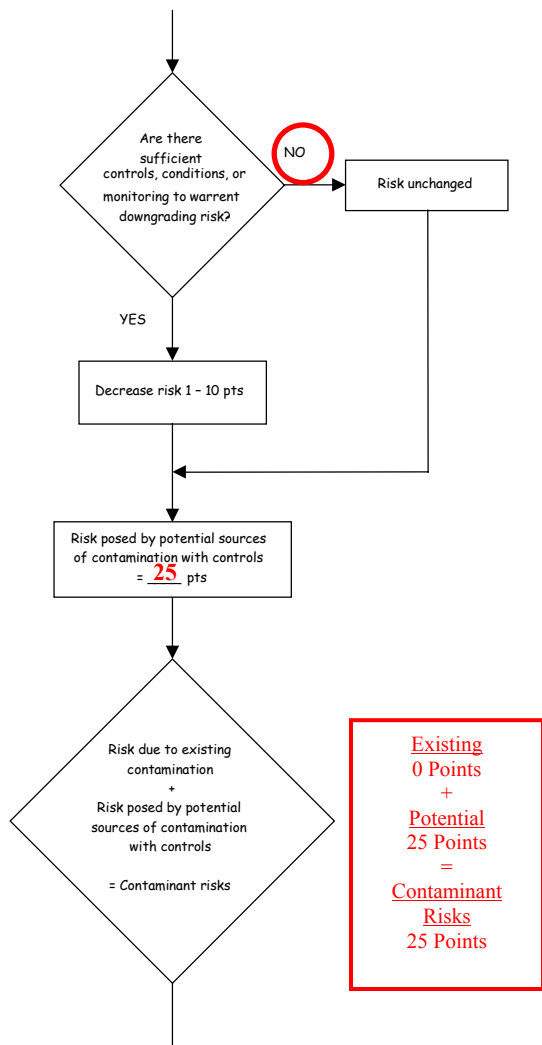 Are there
sufficient
controls, conditions, or
monitoring to warrent
downgrading risk?
NO
Risk unchanged
YES
Decrease risk 1 – 10 pts
Risk posed by potential sources
of contamination with controls
= 25 pts
Risk due to existing
contamination
+
Risk posed by potential
sources of contamination
with controls
= Contaminant risks
Existing
0 Points
+
Potential
25 Points
=
Contaminant
Risks
25 Points